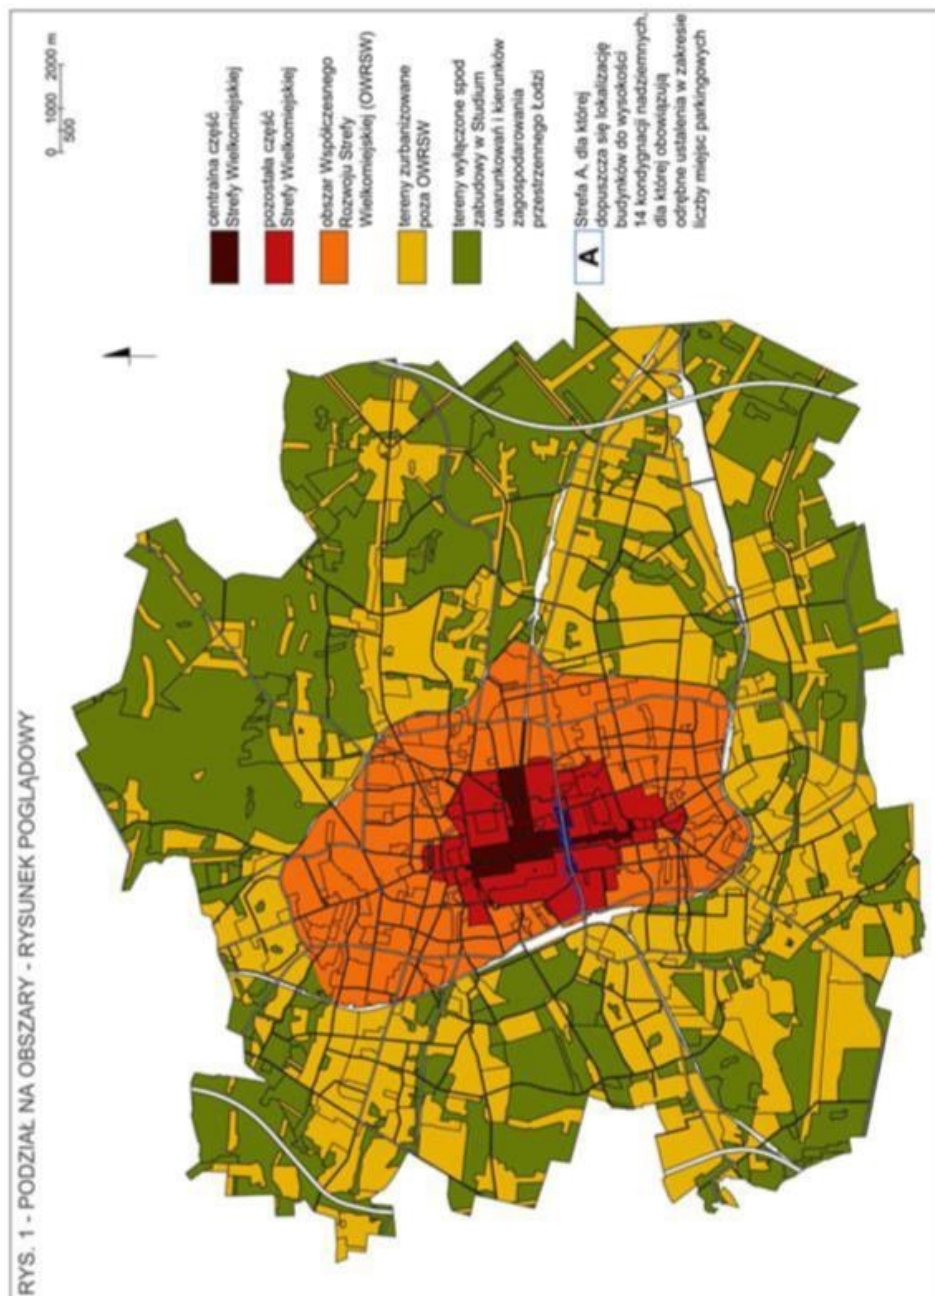 RYS. 1 - PODZIAŁ NA OBSZARY - RYSUNEK POGLĄDOWY
0 500 1000 2000 m
centralna część
Strefy Wielkomiejskiej
pozostała część
Strefy Wielkomiejskiej
obszar Współczesnego
Rozwoju Strefy
Wielkomiejskiej (OWRSW)
tereny zurbanizowane
poza OWRSW
tereny wyłączone spod
zabudowy w Studium
uwarunkowań i kierunków
zagospodarowania
przestrzennego Łodzi
A
Strefa A, dla której
dopuszcza się lokalizację
budynków do wysokości
14 kondygnacji nadziemnych,
dla której obowiązują
odrębne ustalenia w zakresie
liczby miejsc parkingowych